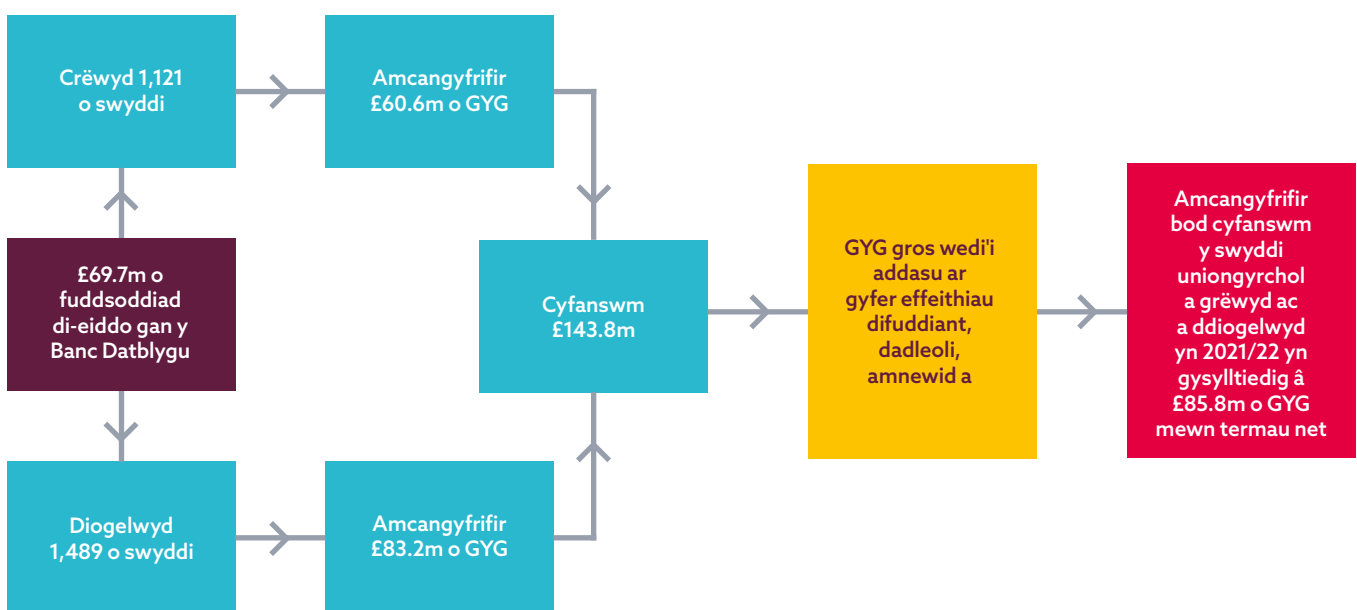 Crëwyd 1,121
o swyddi
Amcangyfrifir
£60.6m o GYG
£69.7m o
fuddsoddiad
di-eiddo gan y
Banc Datblygu
Cyfanswm
£143.8m
GYG gros wedi'i
addasu ar
gyfer effeithiau
difuddiant,
dadleoli,
amnewid a
Amcangyfrifir
bod cyfanswm
y swyddi
uniongyrchol
a grëwyd ac
a ddiogelwyd
yn 2021/22 yn
gysylltiedig â
£85.8m o GYG
mewn termau net
Diogelwyd
1,489 o swyddi
Amcangyfrifir
£83.2m o GYG